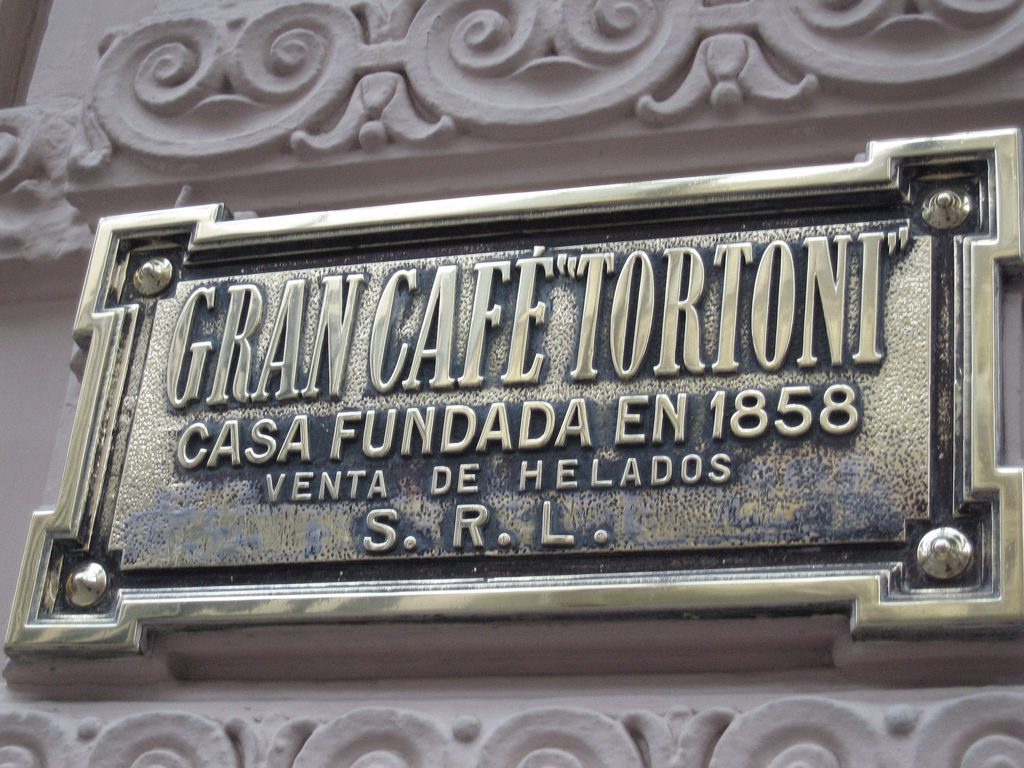 GRAN CAFÉ "TORTONI"
CASA FUNDADA EN 1858
VENTA DE HELADOS
S. R. L.